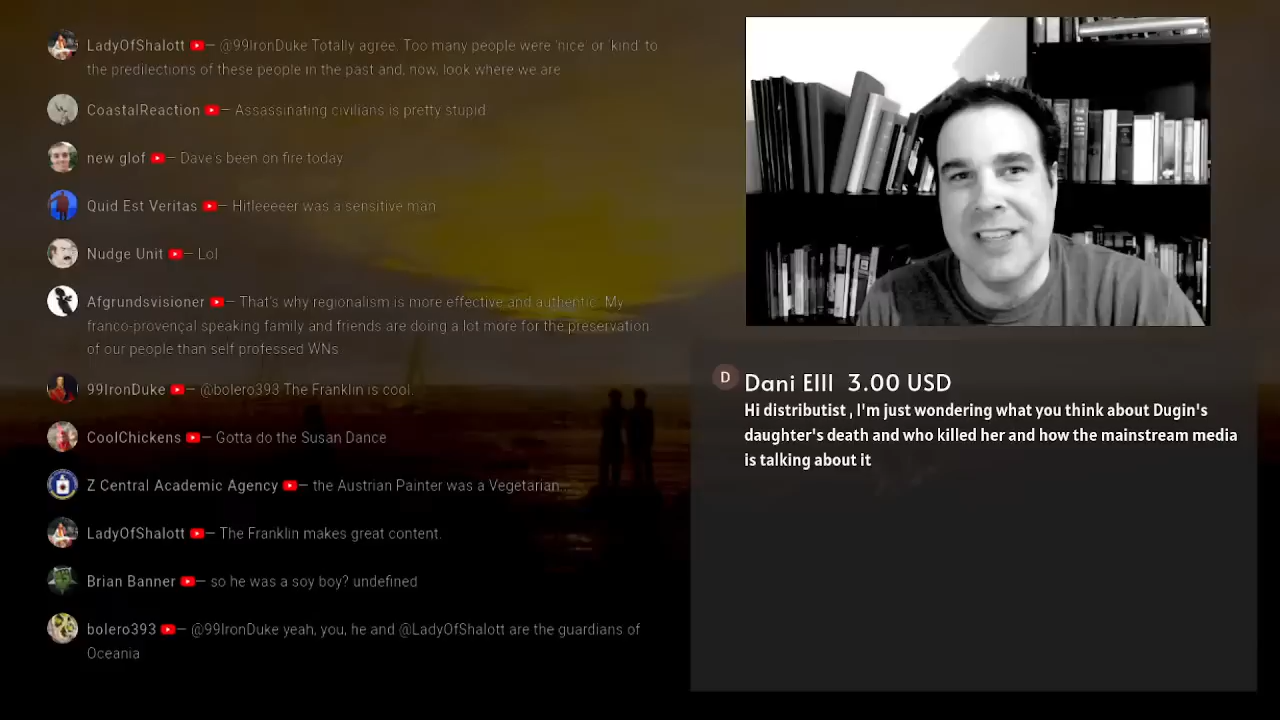 LadyOfShalott — @99IronDuke Totally agree. Too many people were 'nice' or 'kind' to
the predilections of these people in the past and, now, look where we are
CoastalReaction — Assassinating civilians is pretty stupid
new glof — Dave's been on fire today
Quid Est Veritas — Hitleeeeer was a sensitive man
Nudge Unit — Lol
Afgrundsvisioner — That's why regionalism is more effective and authentic. My
franco-provençal speaking family and friends are doing a lot more for the preservation
of our people than self professed WNs
99IronDuke — @bolero393 The Franklin is cool.
CoolChickens — Gotta do the Susan Dance
Z Central Academic Agency — the Austrian Painter was a Vegetarian...
LadyOfShalott — The Franklin makes great content.
Brian Banner — so he was a soy boy? undefined
bolero393 — @99IronDuke yeah, you, he and @LadyOfShalott are the guardians of
Oceania
D Dani EIII 3.00 USD
Hi distributist , I'm just wondering what you think about Dugin's
daughter's death and who killed her and how the mainstream media
is talking about it